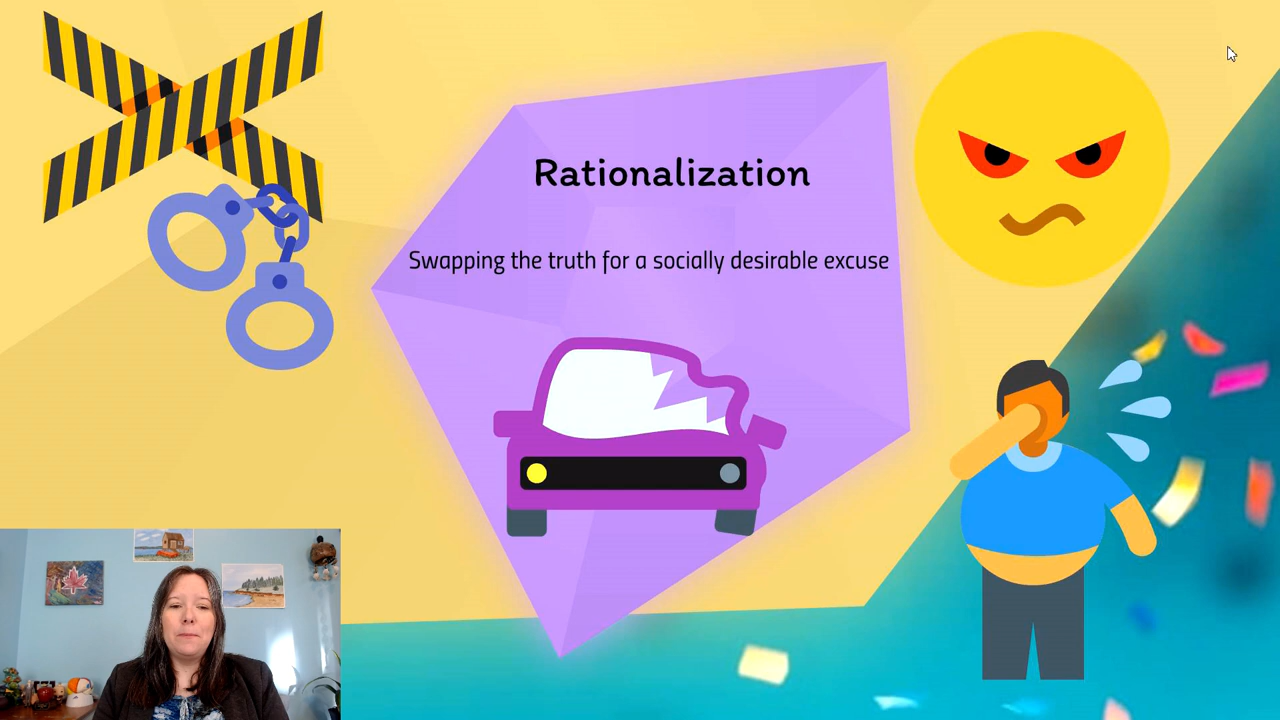 Rationalization
Swapping the truth for a socially desirable excuse